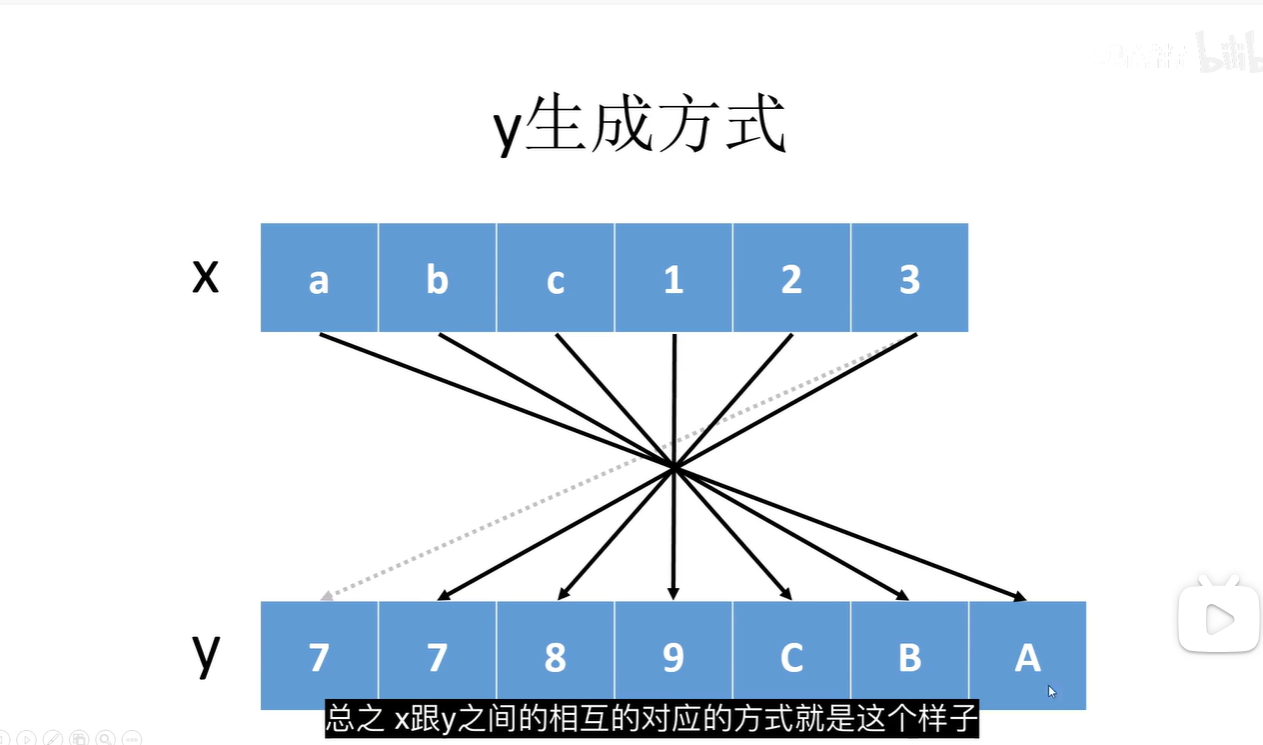 y生成方式
x a b c 1 2 3
y 7 7 8 9 C B A
总之 x跟y之间的相互的对应的方式就是这个样子